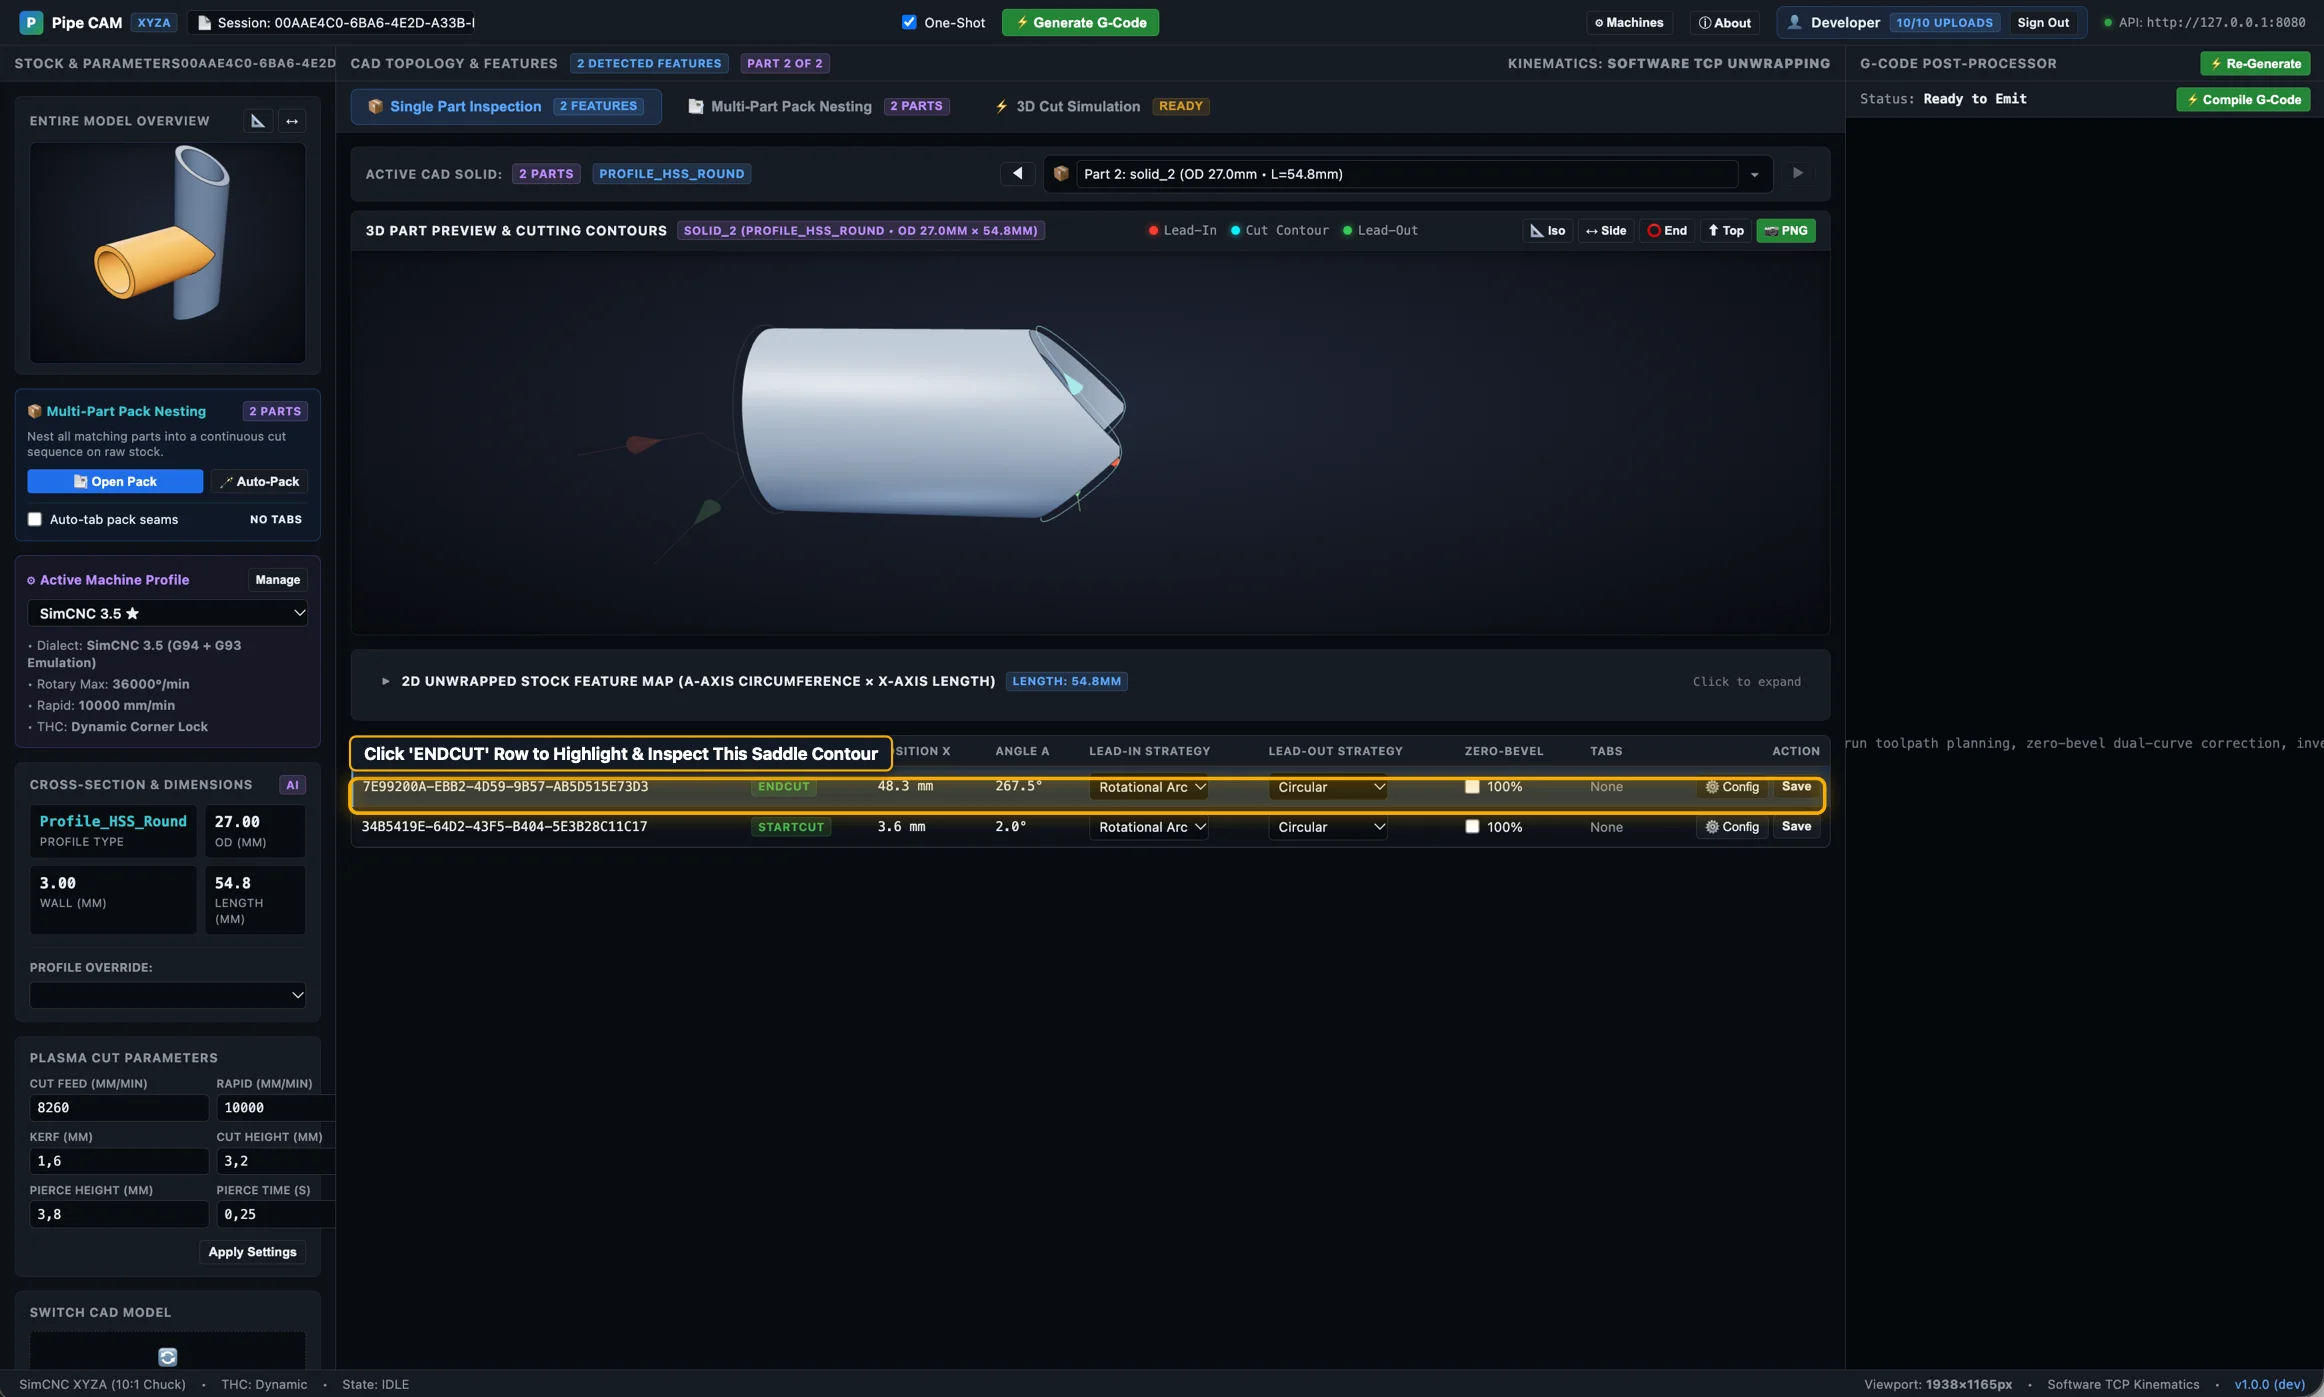 P Pipe CAM XYZA Session: 00AAE4C0-6BA6-4E2D-A33B-
One-Shot Generate G-Code
Machines About Developer 10/10 UPLOADS Sign Out API: http://127.0.0.1:8080
STOCK & PARAMETERS00AAE4C0-6BA6-4E2D
CAD TOPOLOGY & FEATURES 2 DETECTED FEATURES PART 2 OF 2
KINEMATICS: SOFTWARE TCP UNWRAPPING
G-CODE POST-PROCESSOR Re-Generate
Status: Ready to Emit Compile G-Code
Single Part Inspection 2 FEATURES Multi-Part Pack Nesting 2 PARTS 3D Cut Simulation READY
ENTIRE MODEL OVERVIEW
ACTIVE CAD SOLID: 2 PARTS PROFILE_HSS_ROUND Part 2: solid_2 (OD 27.0mm • L=54.8mm)
3D PART PREVIEW & CUTTING CONTOURS SOLID_2 (PROFILE_HSS_ROUND • OD 27.0MM × 54.8MM) Lead-In Cut Contour Lead-Out Iso Side End Top PNG
Multi-Part Pack Nesting 2 PARTS
Nest all matching parts into a continuous cut
sequence on raw stock.
Open Pack Auto-Pack
Auto-tab pack seams NO TABS
Active Machine Profile Manage
SimCNC 3.5 ★
• Dialect: SimCNC 3.5 (G94 + G93
Emulation)
• Rotary Max: 36000°/min
• Rapid: 10000 mm/min
• THC: Dynamic Corner Lock
2D UNWRAPPED STOCK FEATURE MAP (A-AXIS CIRCUMFERENCE × X-AXIS LENGTH) LENGTH: 54.8MM Click to expand
Click 'ENDCUT' Row to Highlight & Inspect This Saddle Contour
SITION X ANGLE A LEAD-IN STRATEGY LEAD-OUT STRATEGY ZERO-BEVEL TABS ACTION
7E99200A-EBB2-4D59-9B57-AB5D515E73D3 ENDCUT 48.3 mm 267.5° Rotational Arc Circular 100% None Config Save
34B5419E-64D2-43F5-B404-5E3B28C11C17 STARTCUT 3.6 mm 2.0° Rotational Arc Circular 100% None Config Save
run toolpath planning, zero-bevel dual-curve correction, inve
CROSS-SECTION & DIMENSIONS AI
Profile_HSS_Round
PROFILE TYPE
27.00
OD (MM)
3.00
WALL (MM)
54.8
LENGTH
(MM)
PROFILE OVERRIDE:
PLASMA CUT PARAMETERS
CUT FEED (MM/MIN) RAPID (MM/MIN)
8260 10000
KERF (MM) CUT HEIGHT (MM)
1,6 3,2
PIERCE HEIGHT (MM) PIERCE TIME (S)
3,8 0,25
Apply Settings
SWITCH CAD MODEL
SimCNC XYZA (10:1 Chuck) • THC: Dynamic • State: IDLE
Viewport: 1938×1165px • Software TCP Kinematics • v1.0.0 (dev)